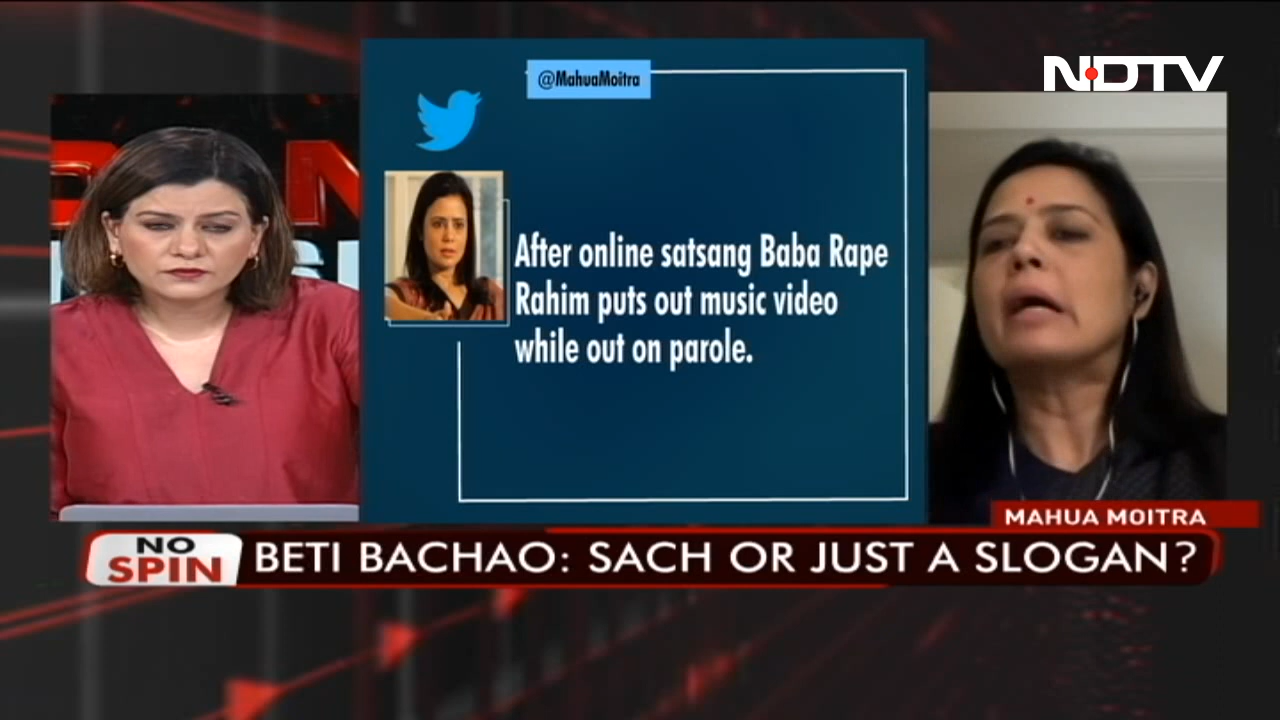 NDTV
@MahuaMoitra
After online satsang Baba Rape
Rahim puts out music video
while out on parole.
MAHUA MOITRA
NO
SPIN
BETI BACHAO: SACH OR JUST A SLOGAN?